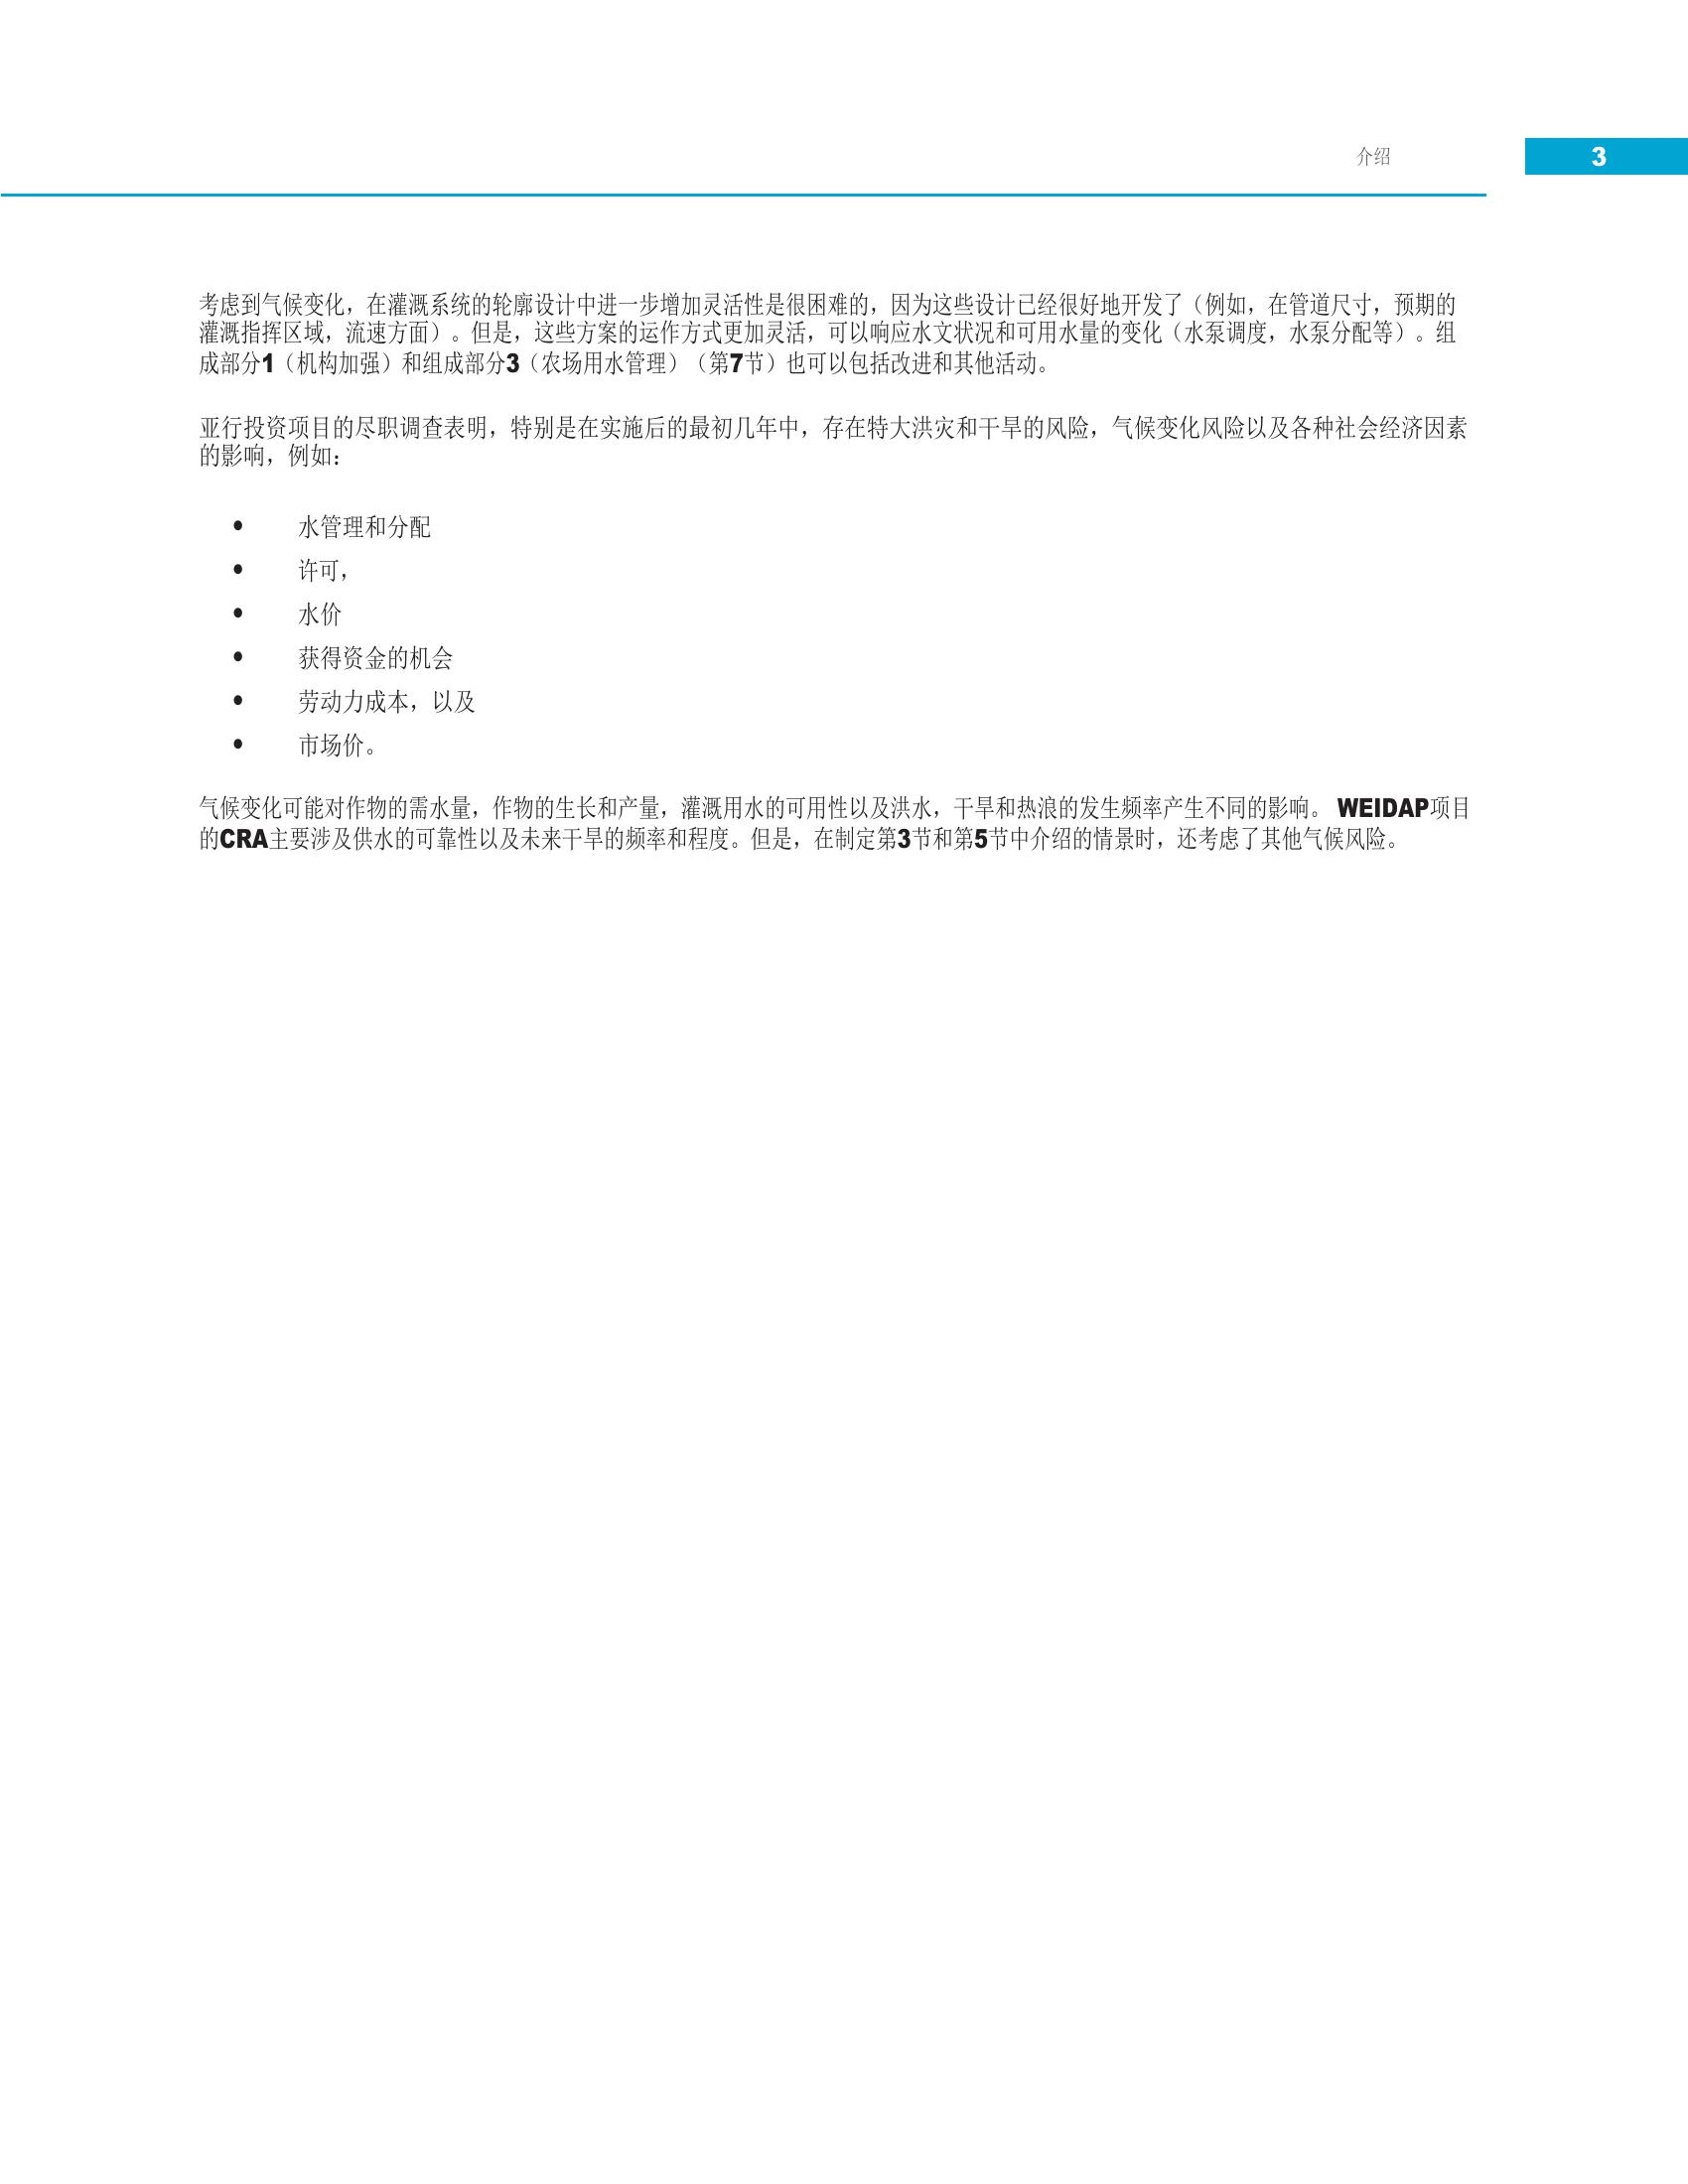 介绍
3
考虑到气候变化，在灌溉系统的轮廓设计中进一步增加灵活性是很困难的，因为这些设计已经很好地开发了（例如，在管道尺寸，预期的
灌溉指挥区域，流速方面）。但是，这些方案的运作方式更加灵活，可以响应水文状况和可用水量的变化（水泵调度，水泵分配等）。组
成部分1（机构加强）和组成部分3（农场用水管理）（第7节）也可以包括改进和其他活动。
亚行投资项目的尽职调查表明，特别是在实施后的最初几年中，存在特大洪灾和干旱的风险，气候变化风险以及各种社会经济因素
的影响，例如：
• 水管理和分配
• 许可，
• 水价
• 获得资金的机会
• 劳动力成本，以及
• 市场价。
气候变化可能对作物的需水量，作物的生长和产量，灌溉用水的可用性以及洪水，干旱和热浪的发生频率产生不同的影响。 WEIDAP项目
的CRA主要涉及供水的可靠性以及未来干旱的频率和程度。但是，在制定第3节和第5节中介绍的情景时，还考虑了其他气候风险。